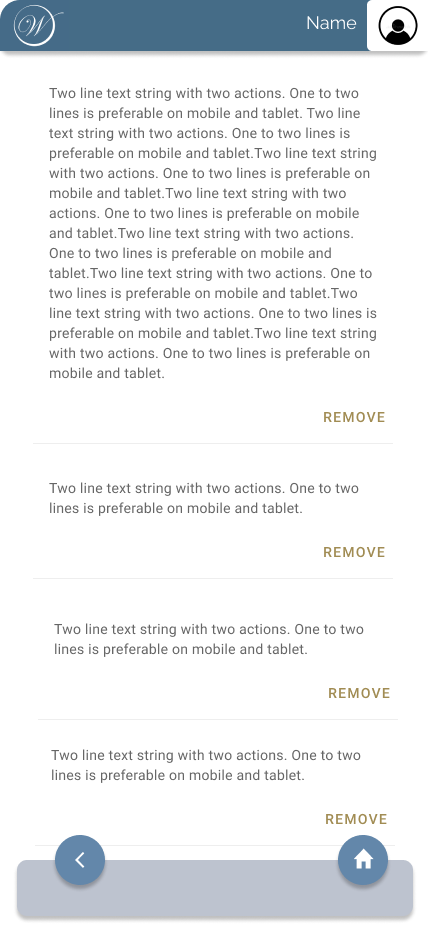 W
Name
Two line text string with two actions. One to two
lines is preferable on mobile and tablet. Two line
text string with two actions. One to two lines is
preferable on mobile and tablet.Two line text string
with two actions. One to two lines is preferable on
mobile and tablet.Two line text string with two
actions. One to two lines is preferable on mobile
and tablet.Two line text string with two actions.
One to two lines is preferable on mobile and
tablet.Two line text string with two actions. One to
two lines is preferable on mobile and tablet.Two
line text string with two actions. One to two lines is
preferable on mobile and tablet.Two line text string
with two actions. One to two lines is preferable on
mobile and tablet.
REMOVE
Two line text string with two actions. One to two
lines is preferable on mobile and tablet.
REMOVE
Two line text string with two actions. One to two
lines is preferable on mobile and tablet.
REMOVE
Two line text string with two actions. One to two
lines is preferable on mobile and tablet.
REMOVE